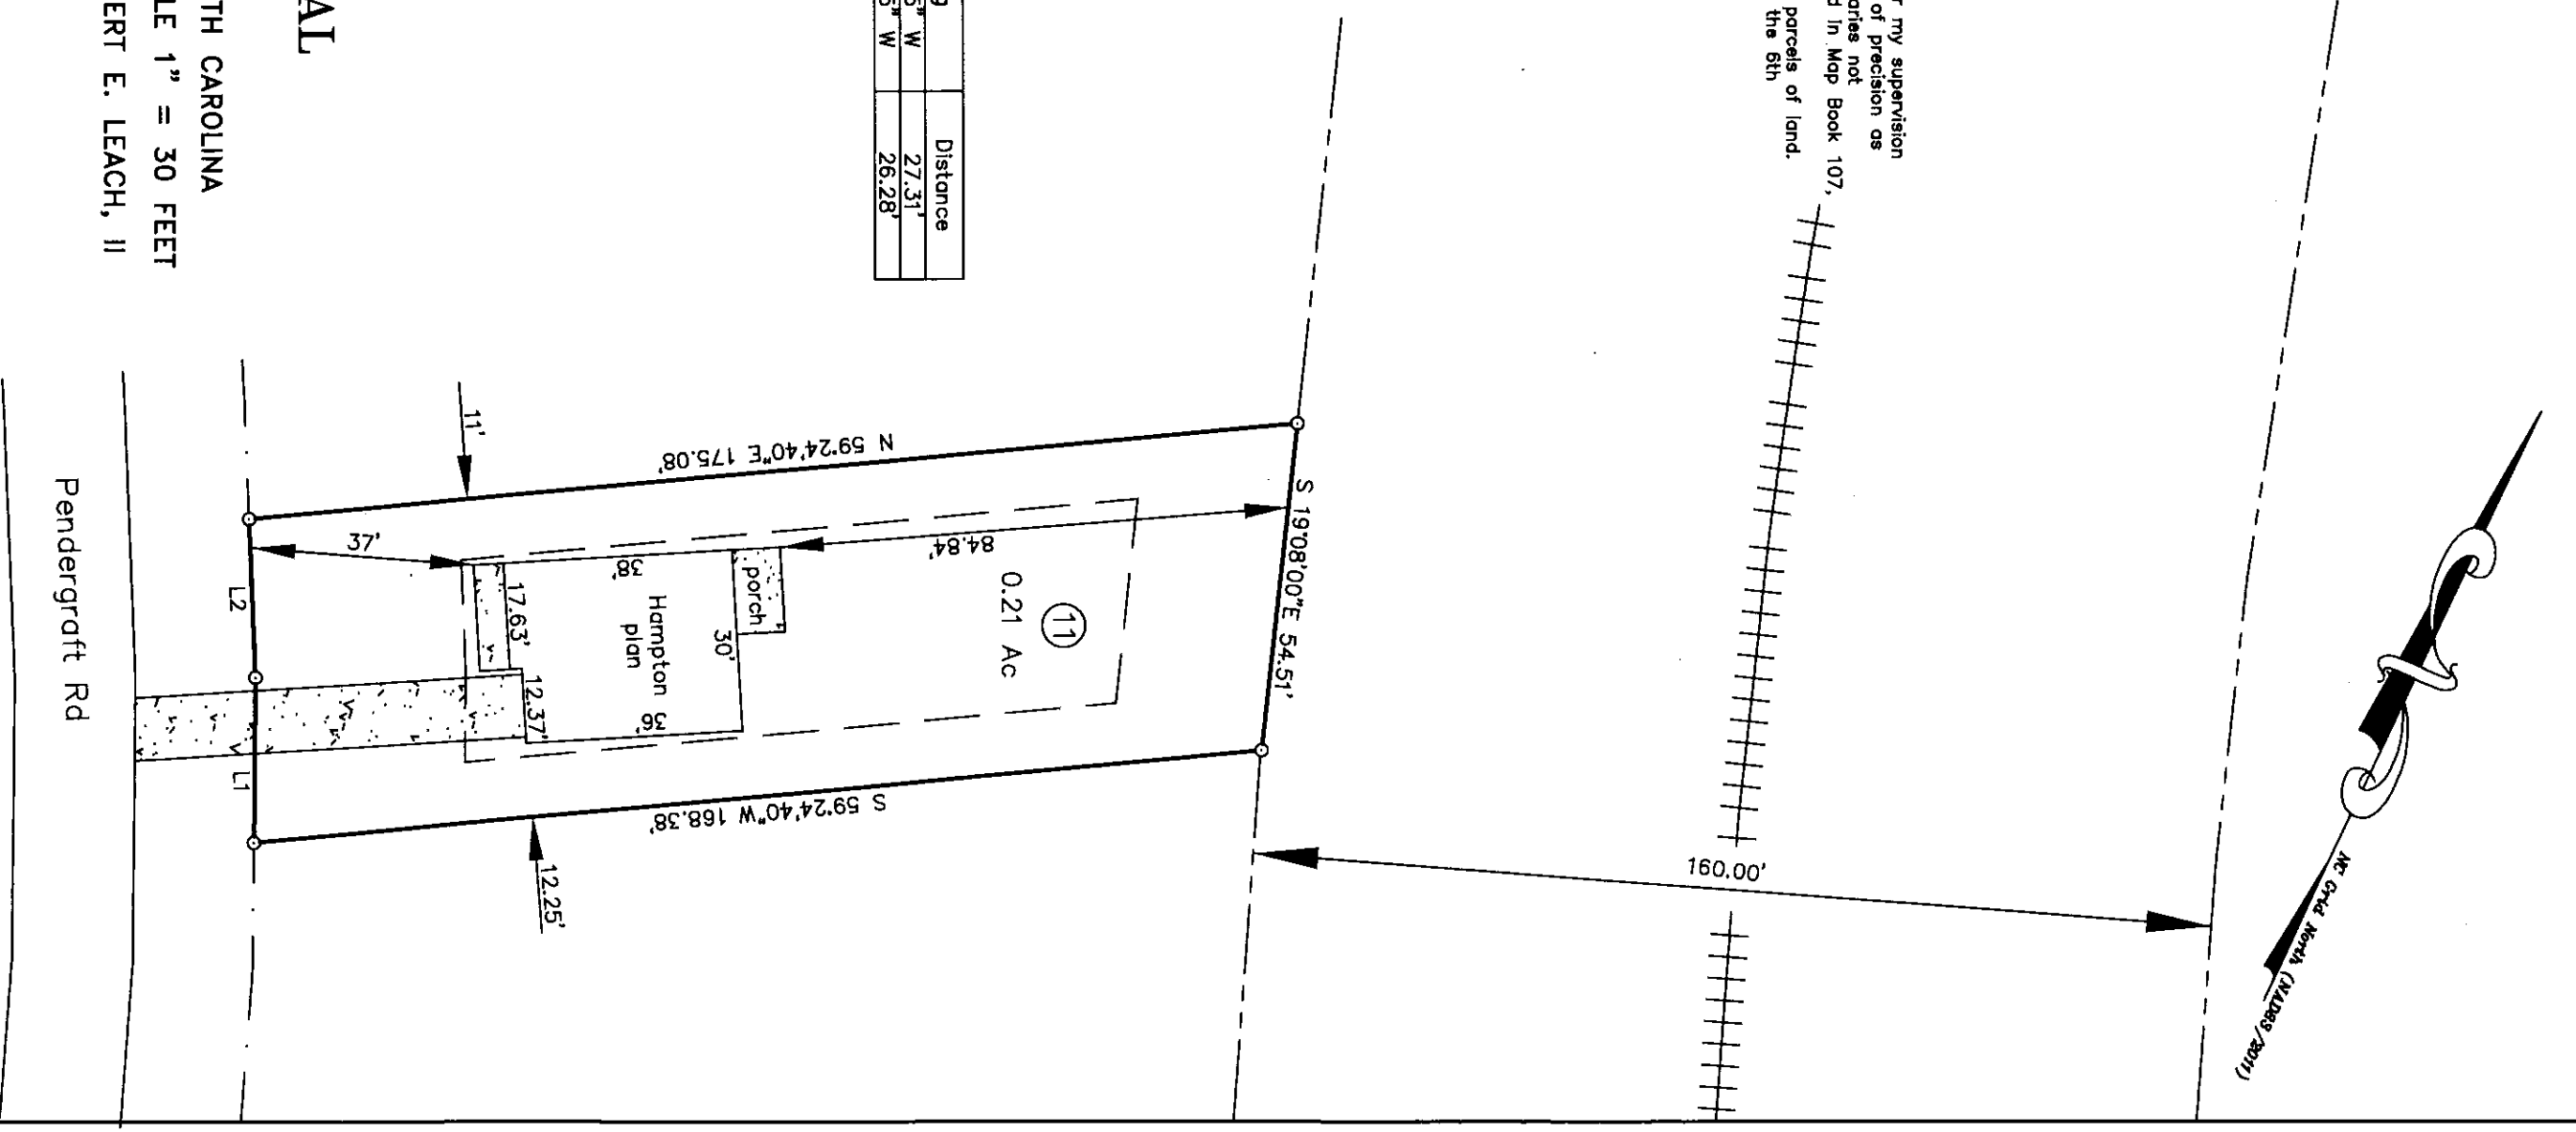 r my supervision
of precision as
aries not
d in Map Book 107,
parcels of land.
the 6th
g Distance
5" W 27.31'
5" W 26.28'
AL
TH CAROLINA
LE 1" = 30 FEET
ERT E. LEACH, II
N 59°24'40"E 175.08'
S 19°08'00"E 54.51'
S 59°24'40"W 168.38'
11'
37'
84.84'
38'
porch
17.63'
Hampton
plan
30'
12.37'
36'
11
0.21 Ac
L2
L1
12.25'
160.00'
Pendergraft Rd
NC Grid North (NAD83/2011)